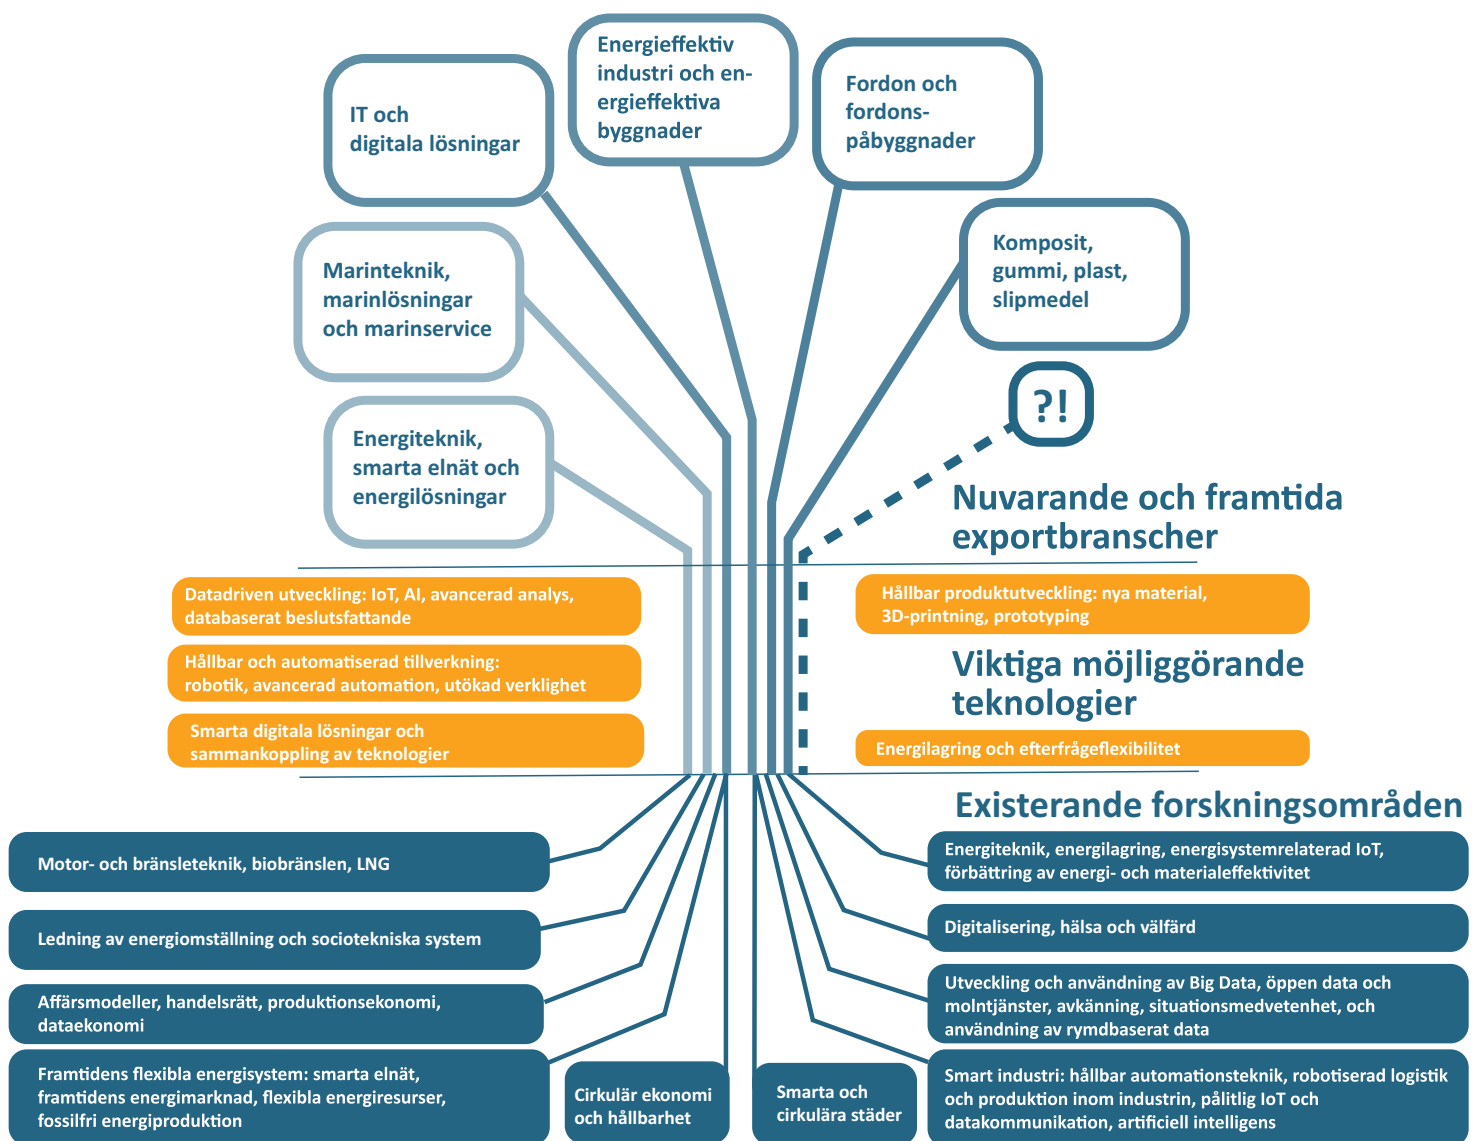 Energieffektiv
industri och en-
ergieffektiva
byggnader
IT och
digitala lösningar
Fordon och
fordons-
påbyggnader
Marinteknik,
marinlösningar
och marinservice
Komposit,
gummi, plast,
slipmedel
?!
Energiteknik,
smarta elnät och
energilösningar
Nuvarande och framtida
exportbranscher
Datadriven utveckling: IoT, AI, avancerad analys,
databaserat beslutsfattande
Hållbar och automatiserad tillverkning:
robotik, avancerad automation, utökad verklighet
Smarta digitala lösningar och
sammankoppling av teknologier
Hållbar produktutveckling: nya material,
3D-printning, prototyping
Viktiga möjliggörande
teknologier
Energilagring och efterfrågeflexibilitet
Existerande forskningsområden
Motor- och bränsleteknik, biobränslen, LNG
Ledning av energiomställning och sociotekniska system
Affärsmodeller, handelsrätt, produktionsekonomi,
dataekonomi
Framtidens flexibla energisystem: smarta elnät,
framtidens energimarknad, flexibla energiresurser,
fossilfri energiproduktion
Cirkulär ekonomi
och hållbarhet
Smarta och
cirkulära städer
Energiteknik, energilagring, energisystemrelaterad IoT,
förbättring av energi- och materialeffektivitet
Digitalisering, hälsa och välfärd
Utveckling och användning av Big Data, öppen data och
molntjänster, avkänning, situationsmedvetenhet, och
användning av rymdbaserat data
Smart industri: hållbar automationsteknik, robotiserad logistik
och produktion inom industrin, pålitlig IoT och
datakommunikation, artificiell intelligens